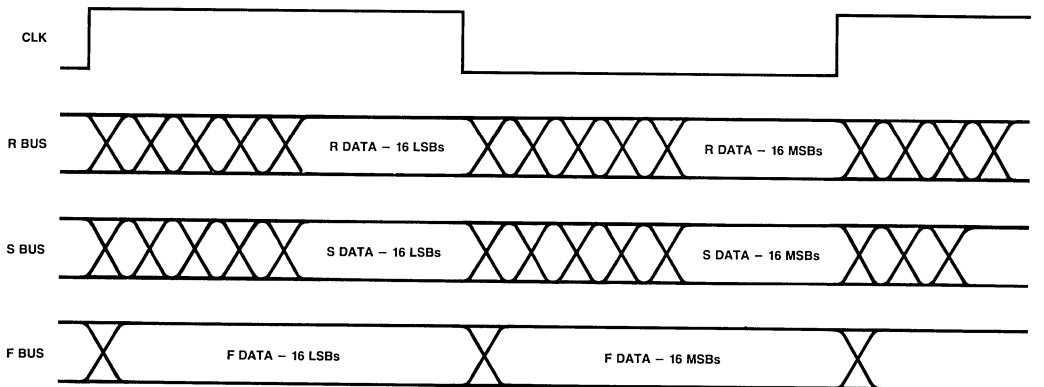 CLK
R BUS
R DATA – 16 LSBs
R DATA – 16 MSBs
S BUS
S DATA – 16 LSBs
S DATA – 16 MSBs
F BUS
F DATA – 16 LSBs
F DATA – 16 MSBs